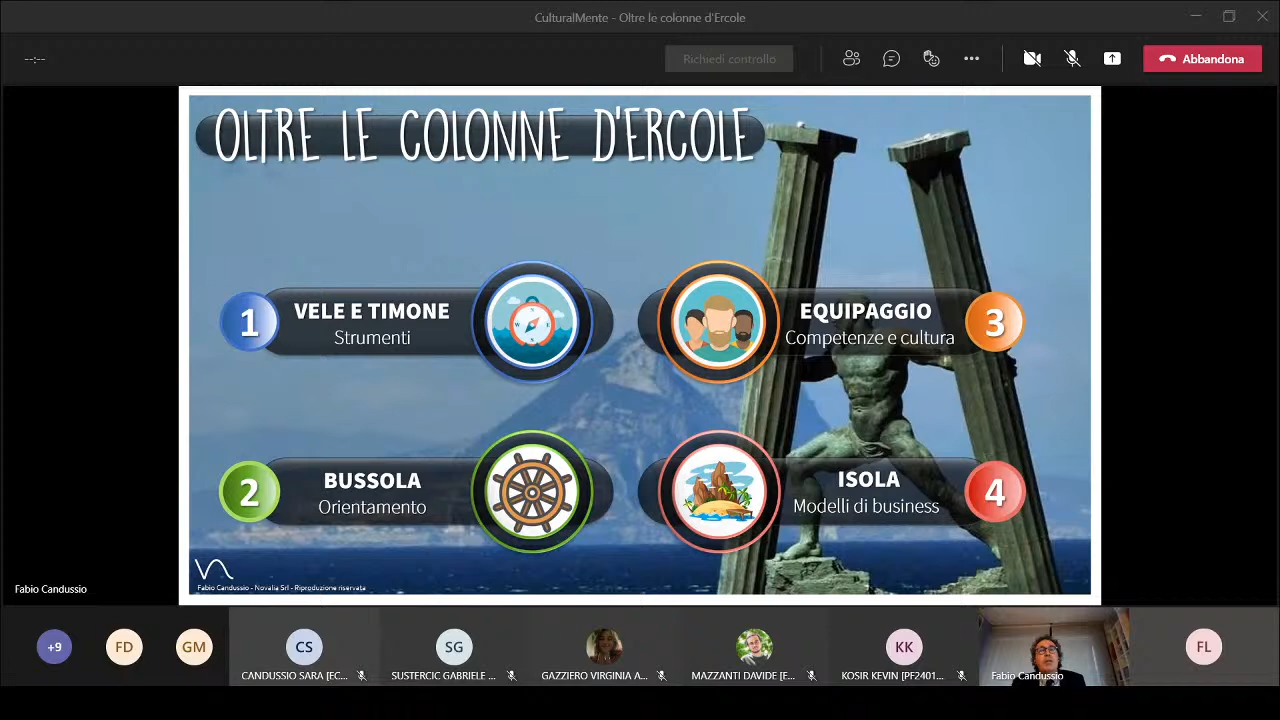 CulturalMente - Oltre le colonne d'Ercole
--:--
Richiedi controllo
Abbandona
OLTRE LE COLONNE D'ERCOLE
1
VELE E TIMONE
Strumenti
EQUIPAGGIO
Competenze e cultura
3
2
BUSSOLA
Orientamento
ISOLA
Modelli di business
4
Fabio Candussio - Novalia Srl - Riproduzione riservata
Fabio Candussio
+9
FD
GM
CS
SG
KK
FL
CANDUSSIO SARA [EC...
SUSTERCIC GABRIELE ...
GAZZIERO VIRGINIA A...
MAZZANTI DAVIDE [E...
KOSIR KEVIN [PF2401...
Fabio Candussio